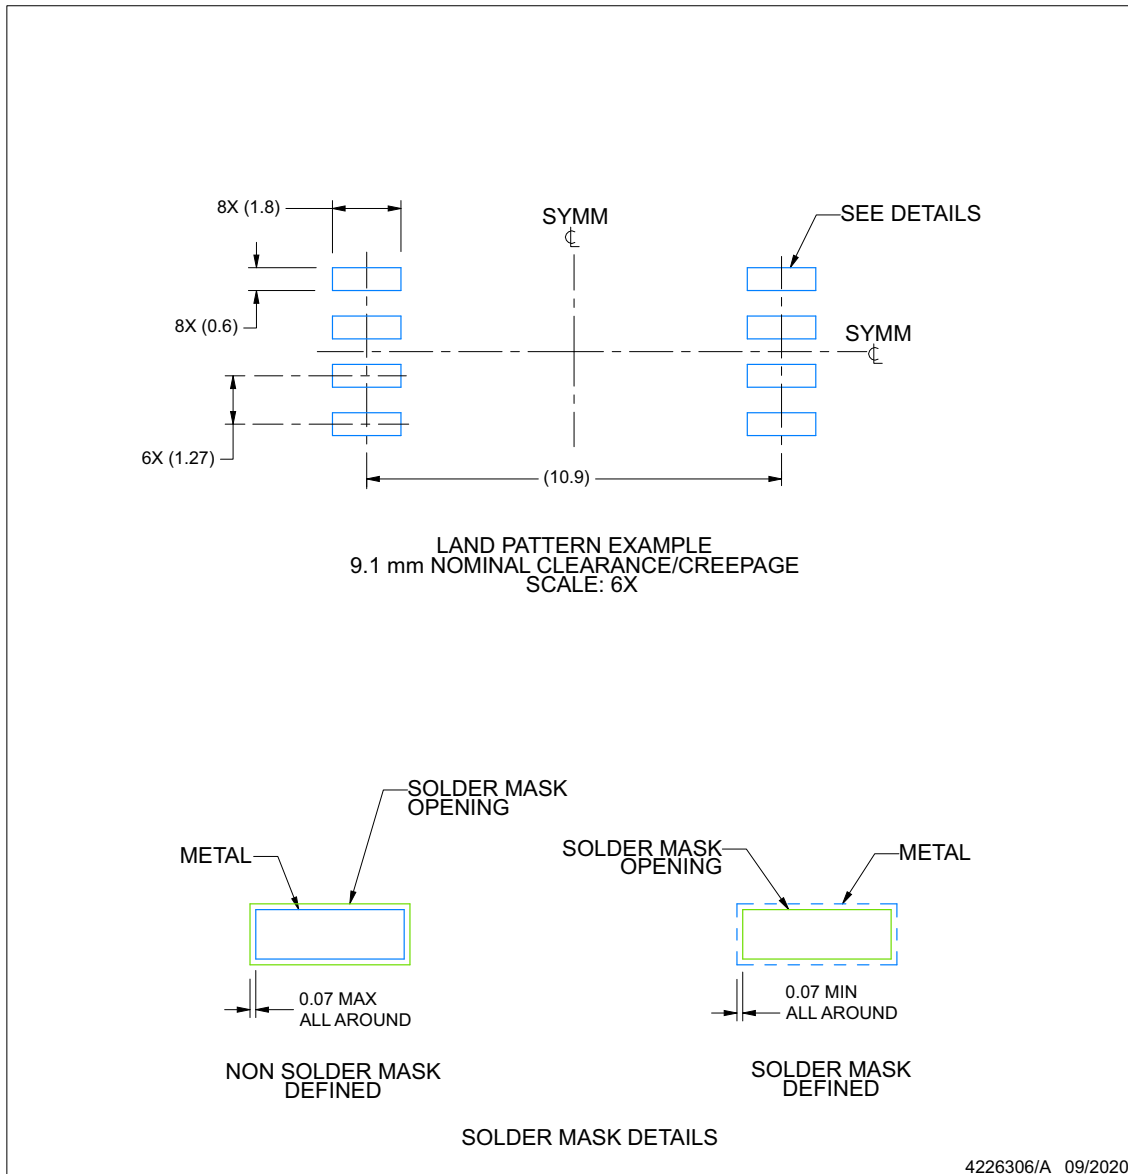 8X (1.8)
SYMM
SEE DETAILS
8X (0.6)
SYMM
6X (1.27)
(10.9)
LAND PATTERN EXAMPLE
9.1 mm NOMINAL CLEARANCE/CREEPAGE
SCALE: 6X
SOLDER MASK
OPENING
METAL
SOLDER MASK
OPENING
METAL
0.07 MAX
ALL AROUND
0.07 MIN
ALL AROUND
NON SOLDER MASK
DEFINED
SOLDER MASK
DEFINED
SOLDER MASK DETAILS
4226306/A 09/2020